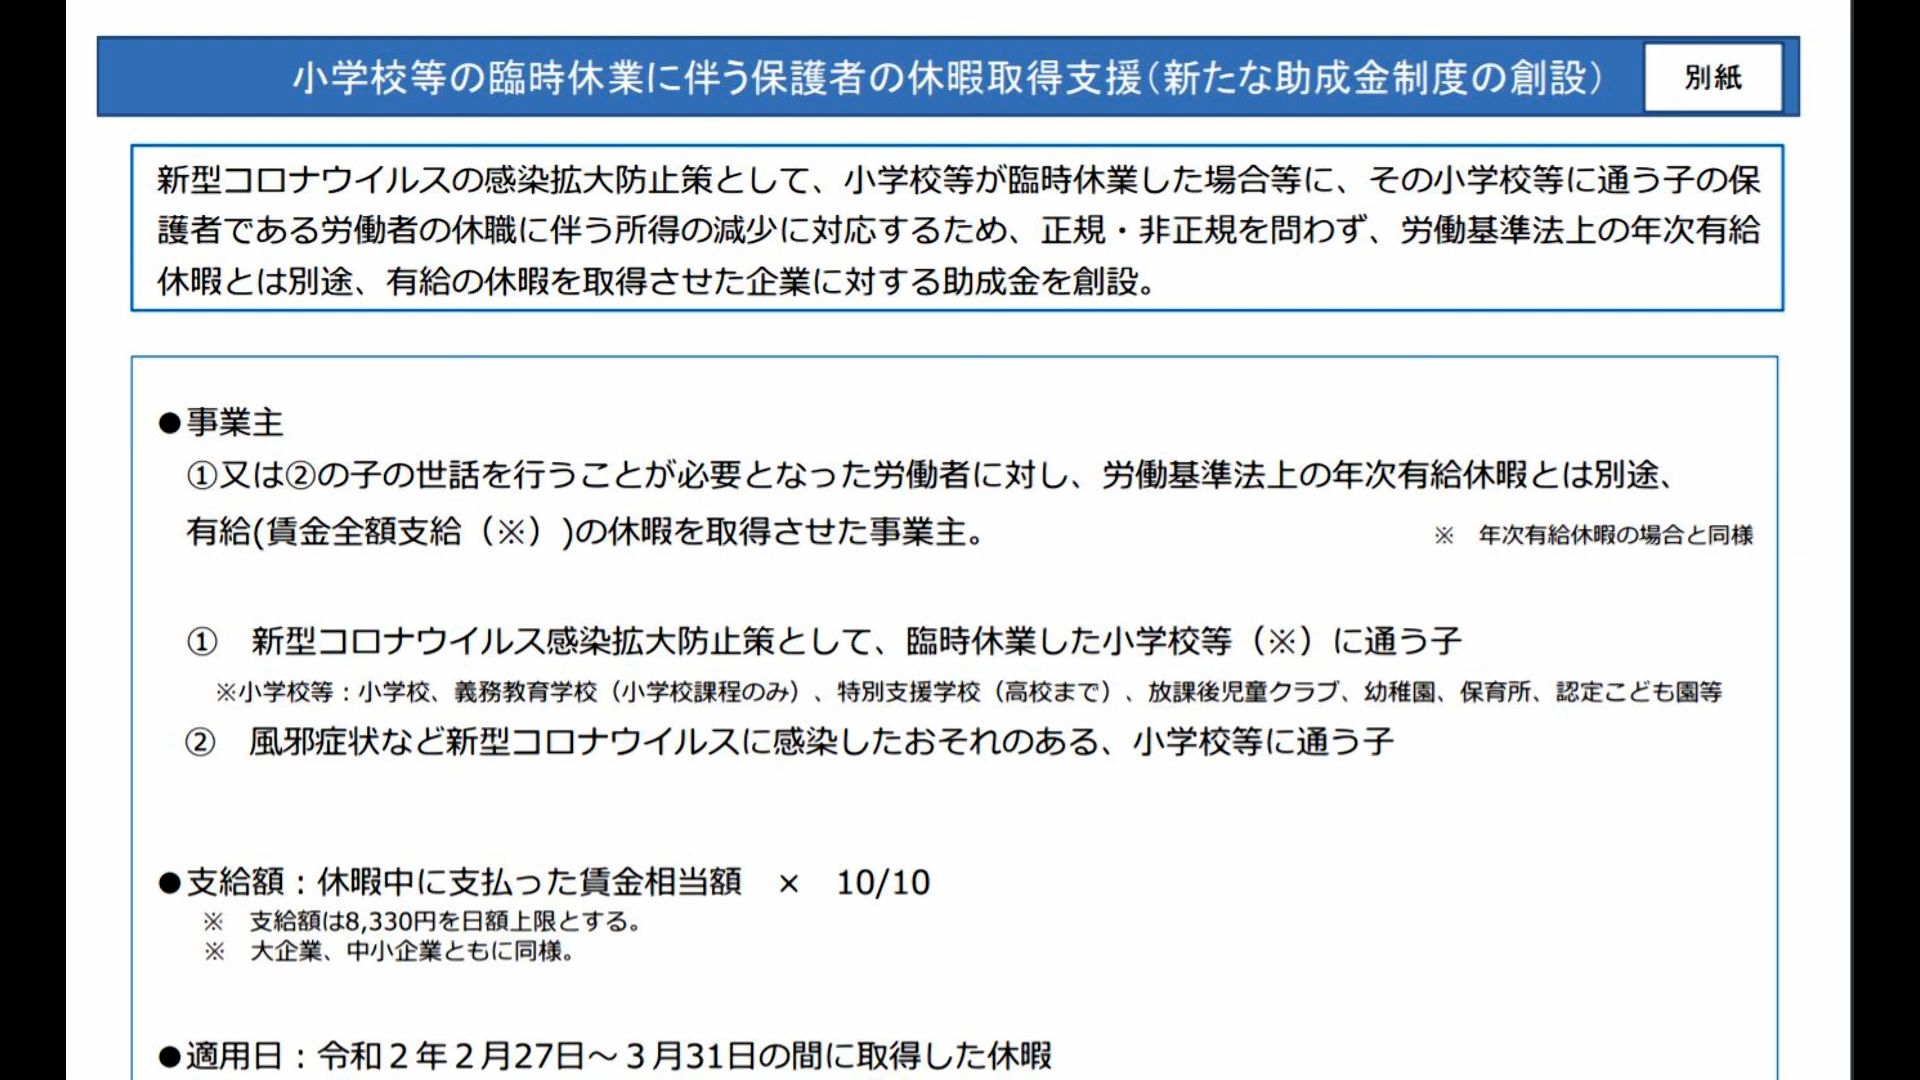 小学校等の臨時休業に伴う保護者の休暇取得支援（新たな助成金制度の創設）
別紙
新型コロナウイルスの感染拡大防止策として、小学校等が臨時休業した場合等に、その小学校等に通う子の保
護者である労働者の休職に伴う所得の減少に対応するため、正規・非正規を問わず、労働基準法上の年次有給
休暇とは別途、有給の休暇を取得させた企業に対する助成金を創設。
●事業主
①又は②の子の世話を行うことが必要となった労働者に対し、労働基準法上の年次有給休暇とは別途、
有給(賃金全額支給（※）)の休暇を取得させた事業主。
※　年次有給休暇の場合と同様
①　新型コロナウイルス感染拡大防止策として、臨時休業した小学校等（※）に通う子
※小学校等：小学校、義務教育学校（小学校課程のみ）、特別支援学校（高校まで）、放課後児童クラブ、幼稚園、保育所、認定こども園等
②　風邪症状など新型コロナウイルスに感染したおそれのある、小学校等に通う子
●支給額：休暇中に支払った賃金相当額　×　10/10
※　支給額は8,330円を日額上限とする。
※　大企業、中小企業ともに同様。
●適用日：令和２年２月27日～３月31日の間に取得した休暇